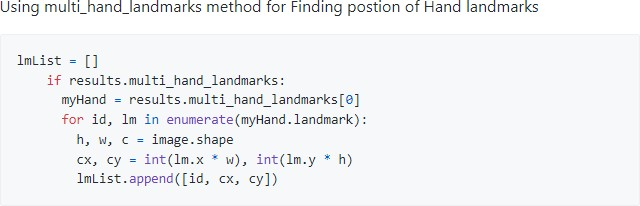 Using multi_hand_landmarks method for Finding postion of Hand landmarks
lmList = []
    if results.multi_hand_landmarks:
      myHand = results.multi_hand_landmarks[0]
      for id, lm in enumerate(myHand.landmark):
        h, w, c = image.shape
        cx, cy = int(lm.x * w), int(lm.y * h)
        lmList.append([id, cx, cy])